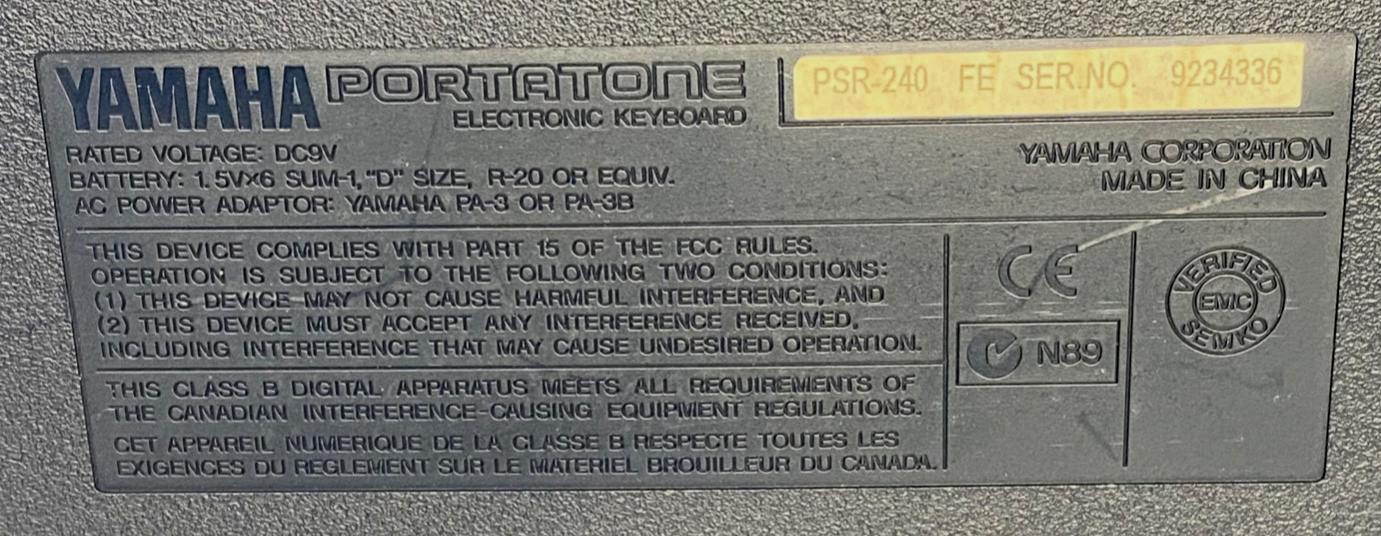 YAMAHA PORTATONE
ELECTRONIC KEYBOARD
PSR-240 FE SER.NO. 9234336
RATED VOLTAGE: DC9V
BATTERY: 1.5V×6 SUM-1,"D" SIZE, R-20 OR EQUIV.
AC POWER ADAPTOR: YAMAHA PA-3 OR PA-3B
YAMAHA CORPORATION
MADE IN CHINA
THIS DEVICE COMPLIES WITH PART 15 OF THE FCC RULES.
OPERATION IS SUBJECT TO THE FOLLOWING TWO CONDITIONS:
(1) THIS DEVICE MAY NOT CAUSE HARMFUL INTERFERENCE, AND
(2) THIS DEVICE MUST ACCEPT ANY INTERFERENCE RECEIVED,
INCLUDING INTERFERENCE THAT MAY CAUSE UNDESIRED OPERATION.
THIS CLASS B DIGITAL APPARATUS MEETS ALL REQUIREMENTS OF
THE CANADIAN INTERFERENCE-CAUSING EQUIPMENT REGULATIONS.
CET APPAREIL NUMERIQUE DE LA CLASSE B RESPECTE TOUTES LES
EXIGENCES DU REGLEMENT SUR LE MATERIEL BROUILLEUR DU CANADA.
CE
N89
VERIFIED
EMC
SEMKO